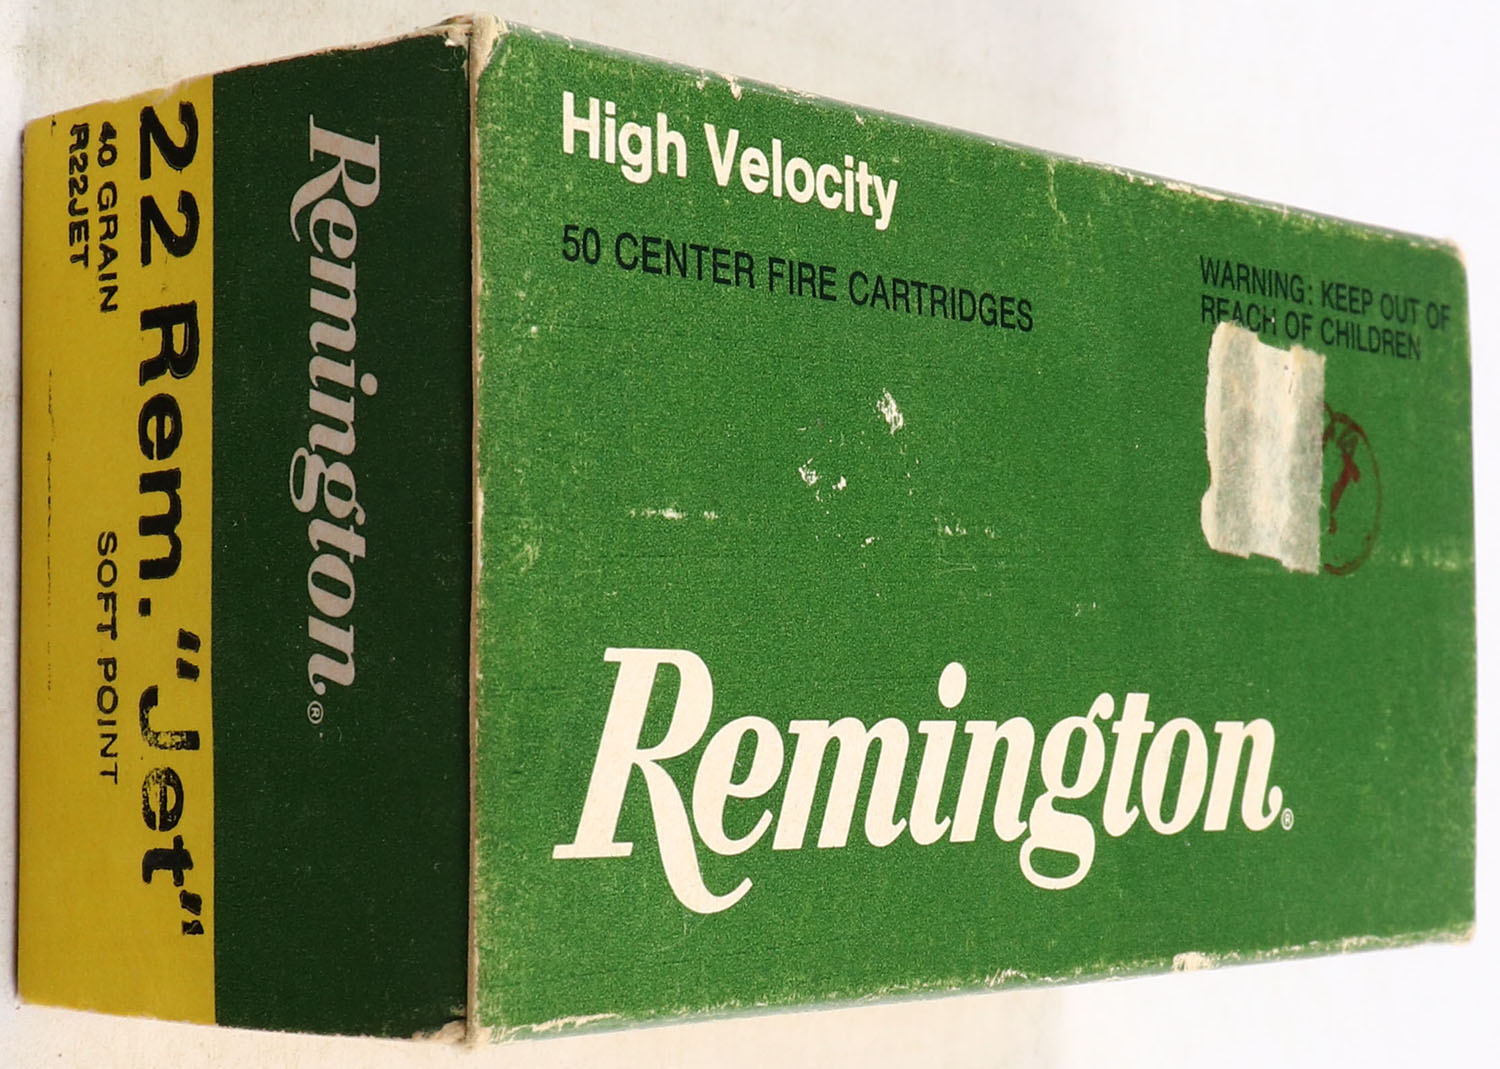 High Velocity
50 CENTER FIRE CARTRIDGES
WARNING: KEEP OUT OF
REACH OF CHILDREN
Remington®
Remington®
22 Rem. "Jet"
40 GRAIN SOFT POINT
R22JET